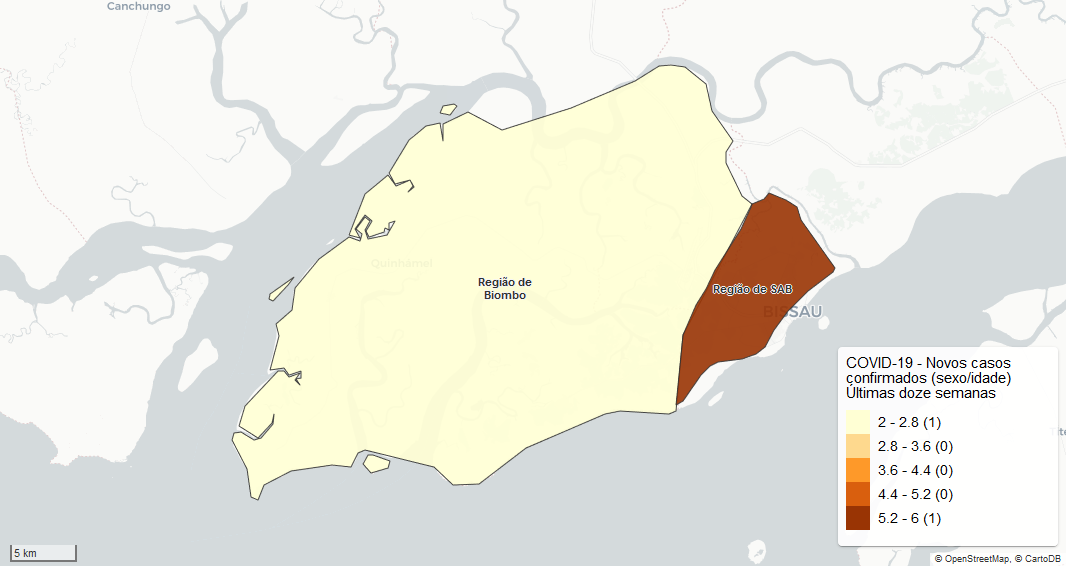 Canchungo
Quinhámel
Região de
Biombo
Região de SAB
BISSAU
COVID-19 - Novos casos
confirmados (sexo/idade)
Últimas doze semanas
2 - 2.8 (1)
2.8 - 3.6 (0)
3.6 - 4.4 (0)
4.4 - 5.2 (0)
5.2 - 6 (1)
Tite
5 km
© OpenStreetMap, © CartoDB